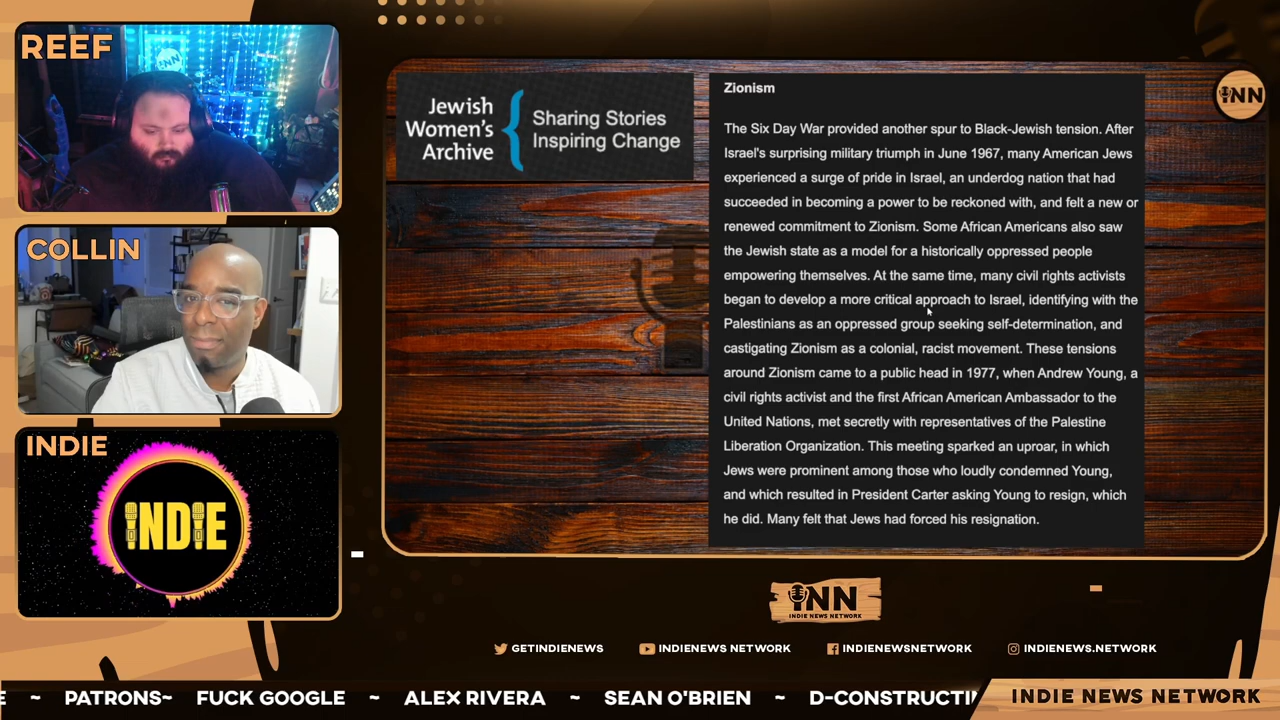 REEF
COLLIN
INDIE
INDIE
Jewish
Women's
Archive
Sharing Stories
Inspiring Change
Zionism
The Six Day War provided another spur to Black-Jewish tension. After
Israel's surprising military triumph in June 1967, many American Jews
experienced a surge of pride in Israel, an underdog nation that had
succeeded in becoming a power to be reckoned with, and felt a new or
renewed commitment to Zionism. Some African Americans also saw
the Jewish state as a model for a historically oppressed people
empowering themselves. At the same time, many civil rights activists
began to develop a more critical approach to Israel, identifying with the
Palestinians as an oppressed group seeking self-determination, and
castigating Zionism as a colonial, racist movement. These tensions
around Zionism came to a public head in 1977, when Andrew Young, a
civil rights activist and the first African American Ambassador to the
United Nations, met secretly with representatives of the Palestine
Liberation Organization. This meeting sparked an uproar, in which
Jews were prominent among those who loudly condemned Young,
and which resulted in President Carter asking Young to resign, which
he did. Many felt that Jews had forced his resignation.
INN
INN
INN
INDIE NEWS NETWORK
GETINDIENEWS
INDIENEWS NETWORK
INDIENEWSNETWORK
INDIENEWS.NETWORK
E ~ PATRONS~ FUCK GOOGLE ~ ALEX RIVERA ~ SEAN O'BRIEN ~ D-CONSTRUCTIN
INDIE NEWS NETWORK